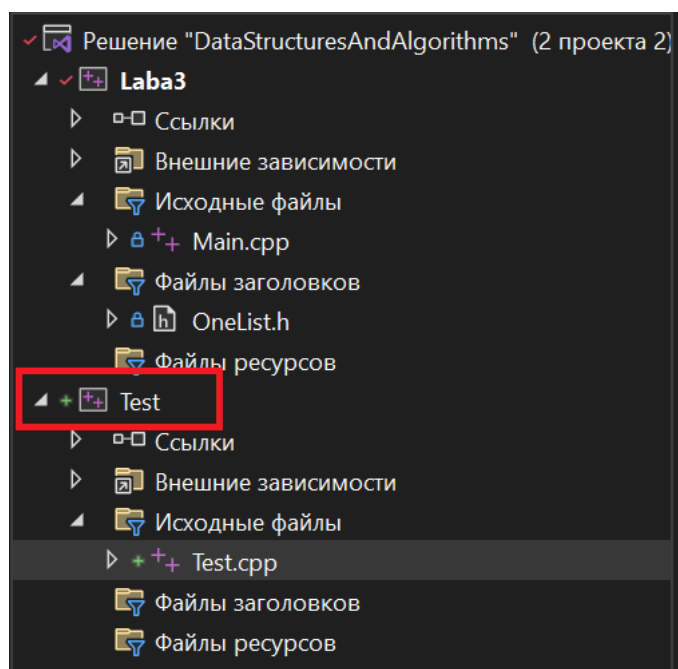 Решение "DataStructuresAndAlgorithms" (2 проекта 2)
Laba3
Ссылки
Внешние зависимости
Исходные файлы
Main.cpp
Файлы заголовков
OneList.h
Файлы ресурсов
Test
Ссылки
Внешние зависимости
Исходные файлы
Test.cpp
Файлы заголовков
Файлы ресурсов